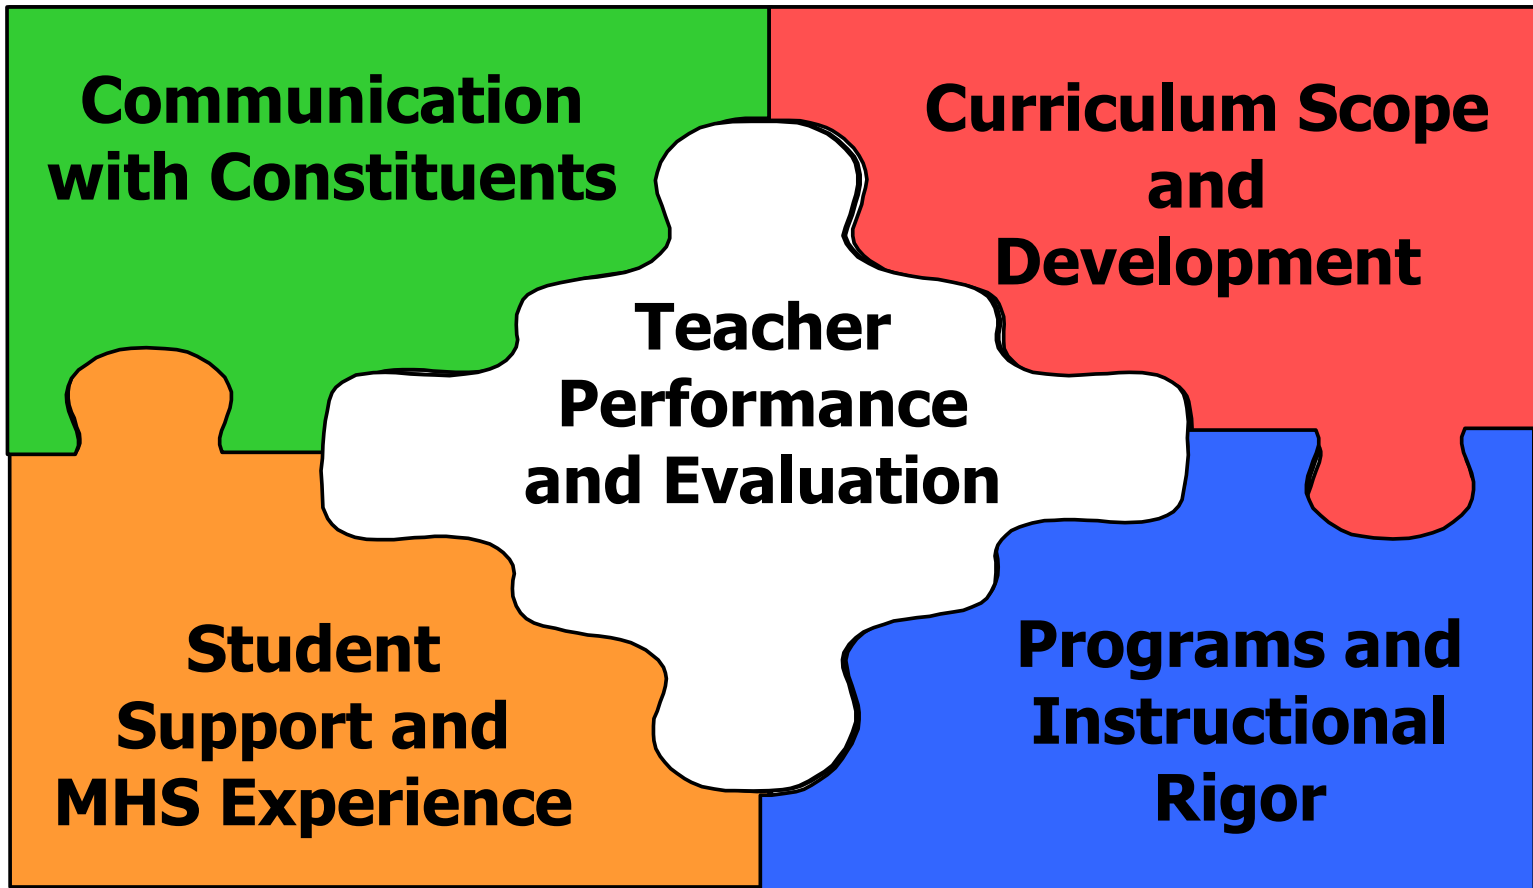 Communication
with Constituents
Curriculum Scope
and
Development
Teacher
Performance
and Evaluation
Student
Support and
MHS Experience
Programs and
Instructional
Rigor